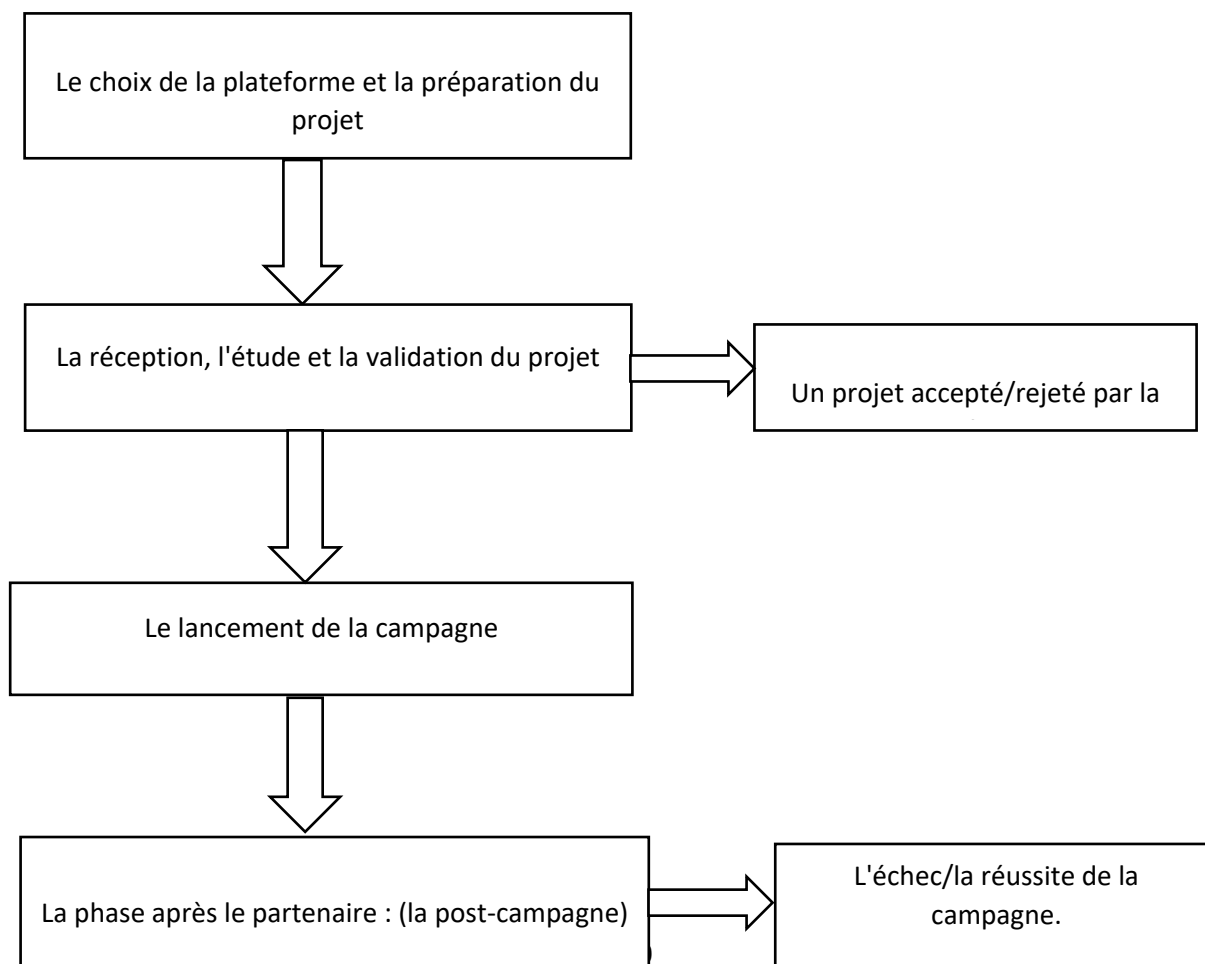 Le choix de la plateforme et la préparation du
projet
La réception, l'étude et la validation du projet
Un projet accepté/rejeté par la
Le lancement de la campagne
La phase après le partenaire : (la post-campagne)
L'échec/la réussite de la
campagne.